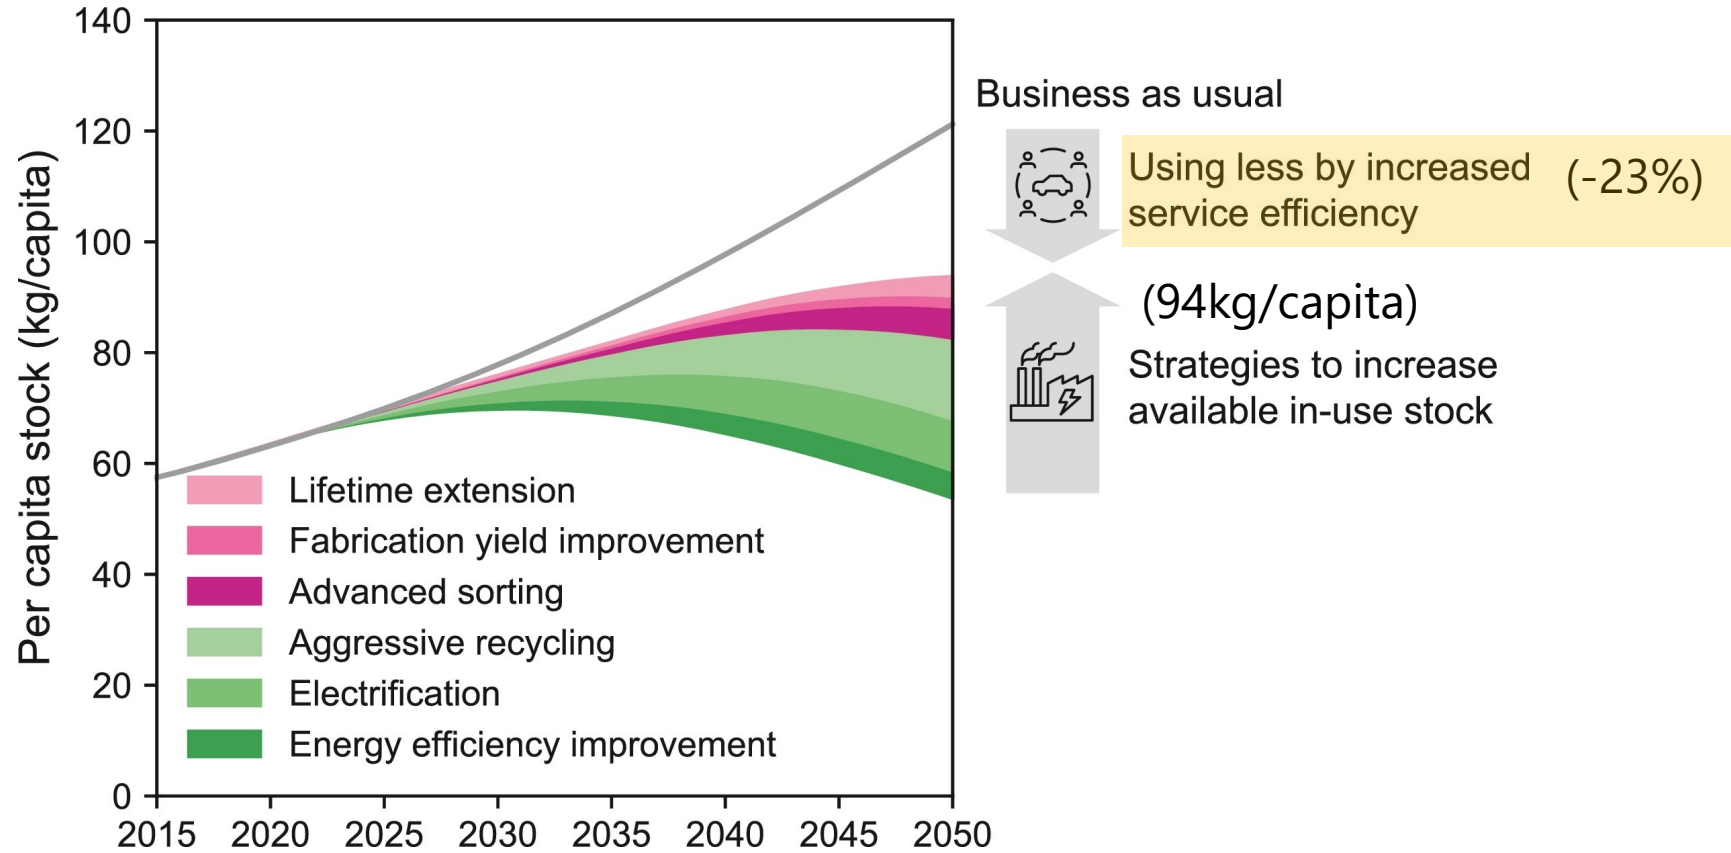 Per capita stock (kg/capita)
140
120
100
80
60
40
20
0
2015 2020 2025 2030 2035 2040 2045 2050
Lifetime extension
Fabrication yield improvement
Advanced sorting
Aggressive recycling
Electrification
Energy efficiency improvement
Business as usual
Using less by increased
service efficiency
(-23%)
(94kg/capita)
Strategies to increase
available in-use stock